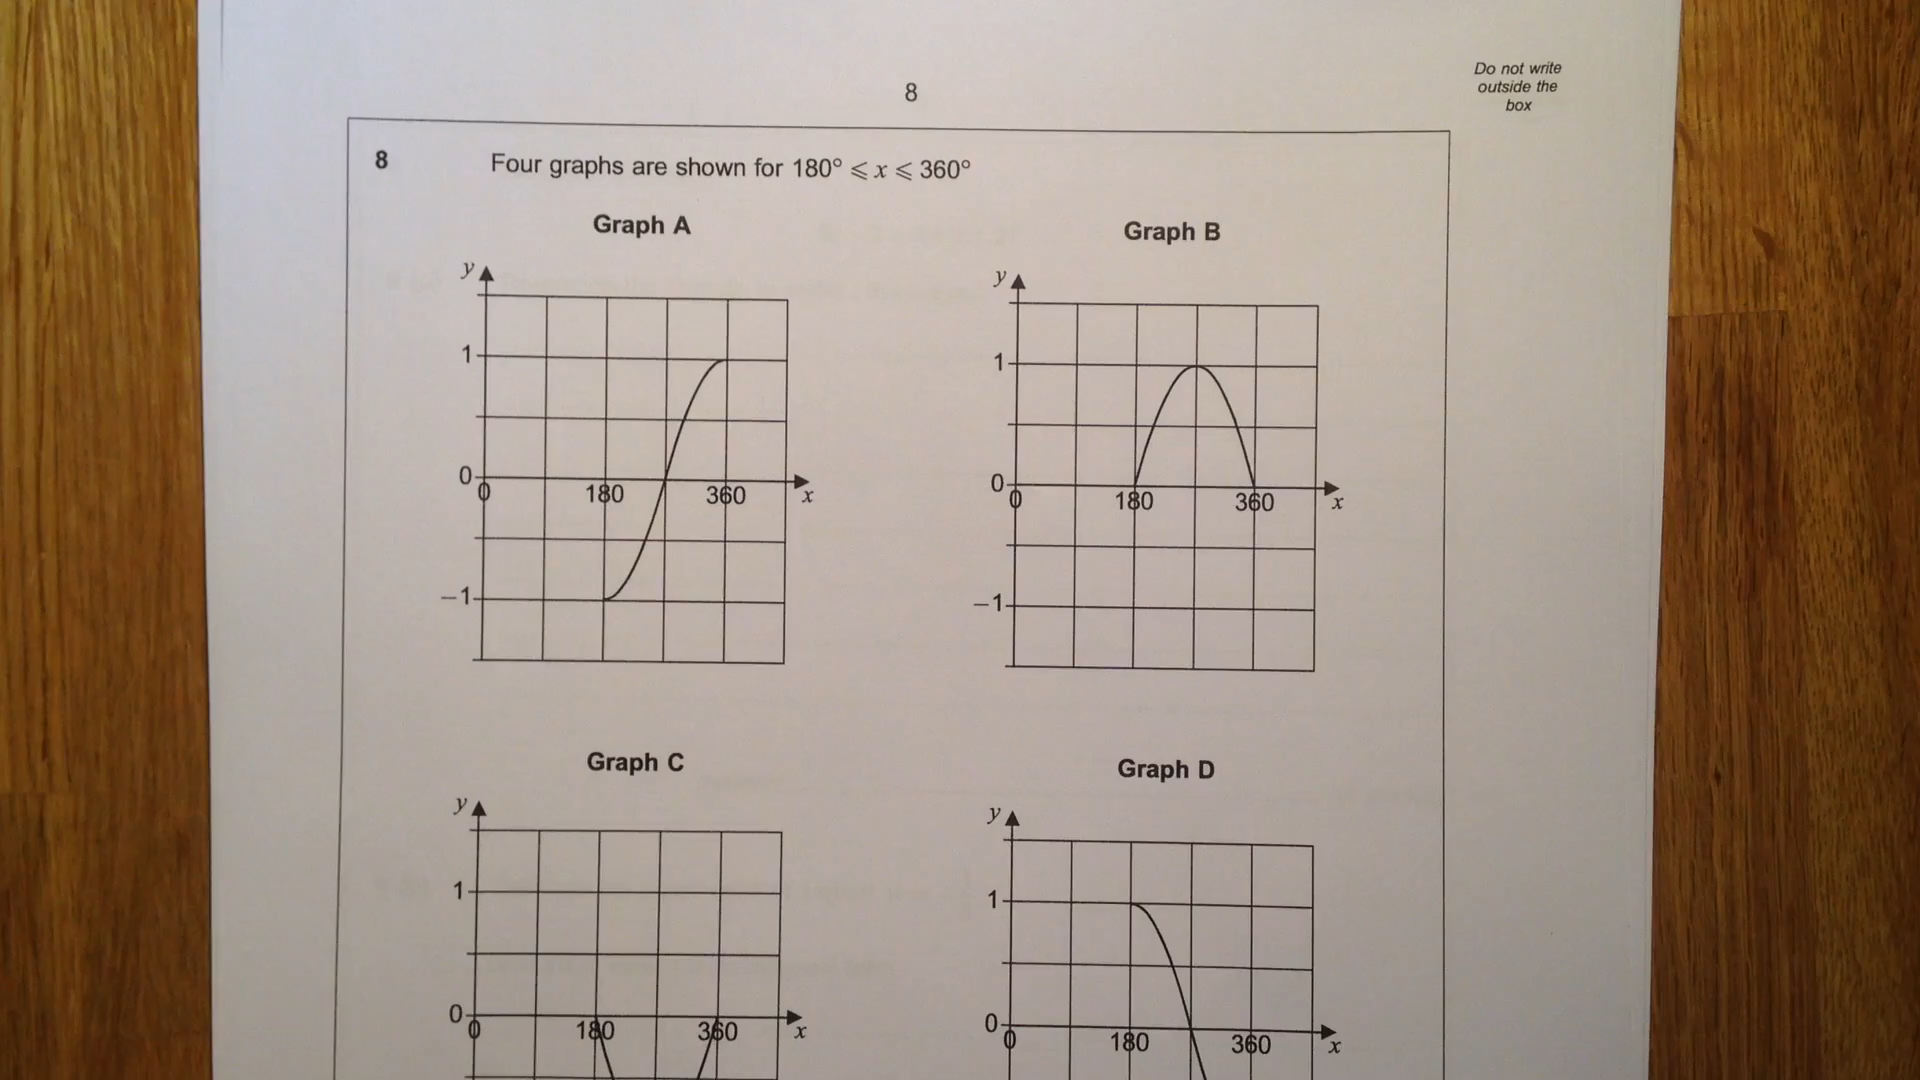 Do not write
outside the
box
8
8 Four graphs are shown for 180° ⩽ x ⩽ 360°
Graph A
Graph B
y
1
0
0 180 360 x
−1
y
1
0
0 180 360 x
−1
Graph C
Graph D
y
1
0
0 180 360 x
y
1
0
0 180 360 x